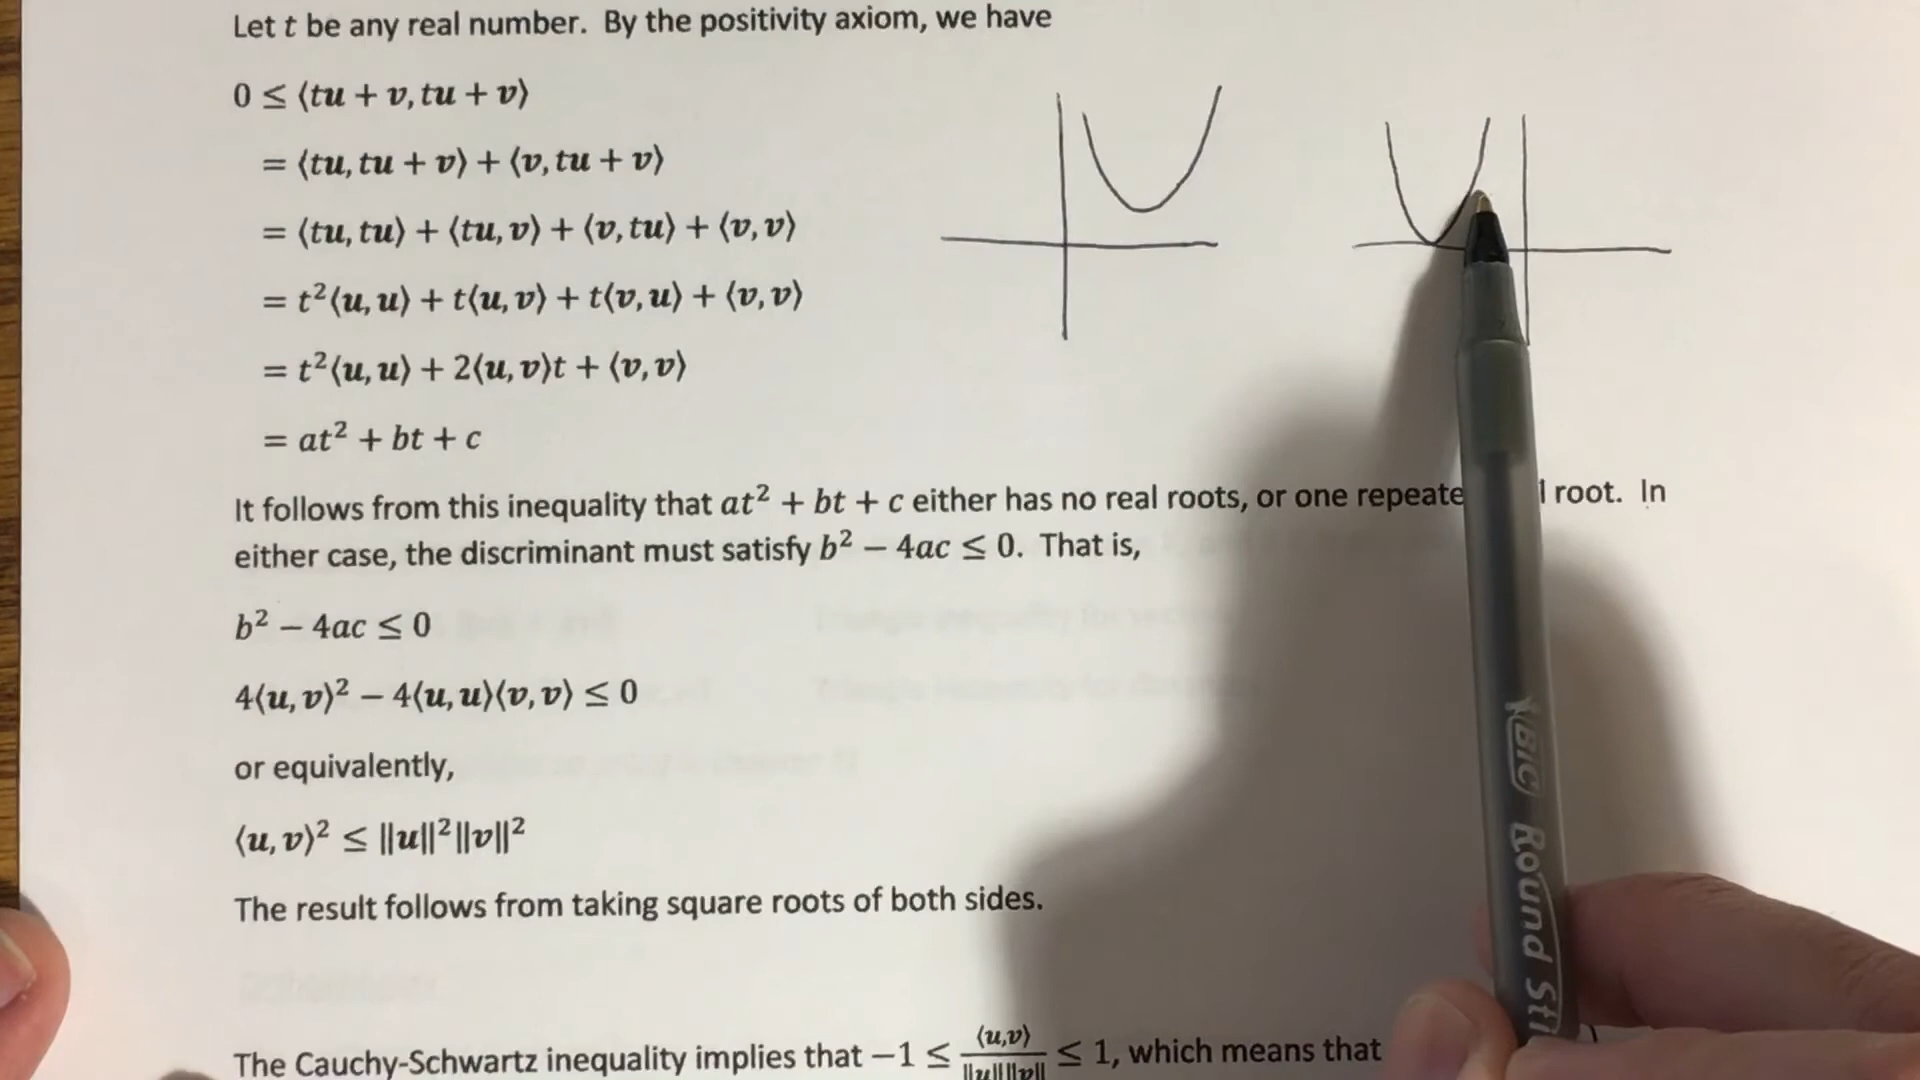 Let t be any real number. By the positivity axiom, we have
0 ≤ ⟨tu + v, tu + v⟩
= ⟨tu, tu + v⟩ + ⟨v, tu + v⟩
= ⟨tu, tu⟩ + ⟨tu, v⟩ + ⟨v, tu⟩ + ⟨v, v⟩
= t²⟨u, u⟩ + t⟨u, v⟩ + t⟨v, u⟩ + ⟨v, v⟩
= t²⟨u, u⟩ + 2⟨u, v⟩t + ⟨v, v⟩
= at² + bt + c
It follows from this inequality that at² + bt + c either has no real roots, or one repeate l root. In
either case, the discriminant must satisfy b² − 4ac ≤ 0. That is,
b² − 4ac ≤ 0
4⟨u, v⟩² − 4⟨u, u⟩⟨v, v⟩ ≤ 0
or equivalently,
⟨u, v⟩² ≤ ‖u‖²‖v‖²
The result follows from taking square roots of both sides.
The Cauchy-Schwartz inequality implies that −1 ≤ ⟨u,v⟩/‖u‖‖v‖ ≤ 1, which means that
BIC Round Sti